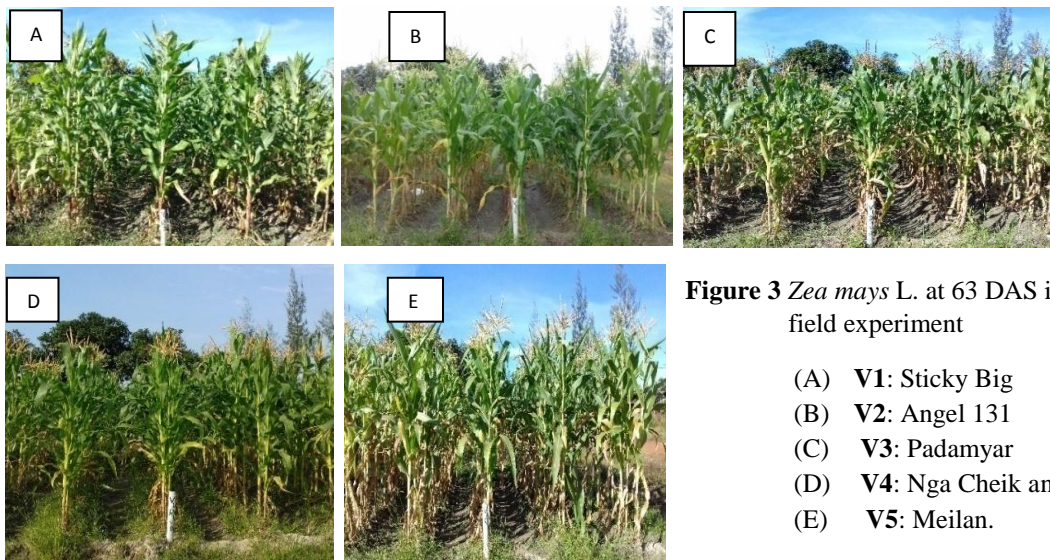 A
B
C
D
E
Figure 3 Zea mays L. at 63 DAS i
field experiment
(A) V1: Sticky Big
(B) V2: Angel 131
(C) V3: Padamyar
(D) V4: Nga Cheik an
(E) V5: Meilan.